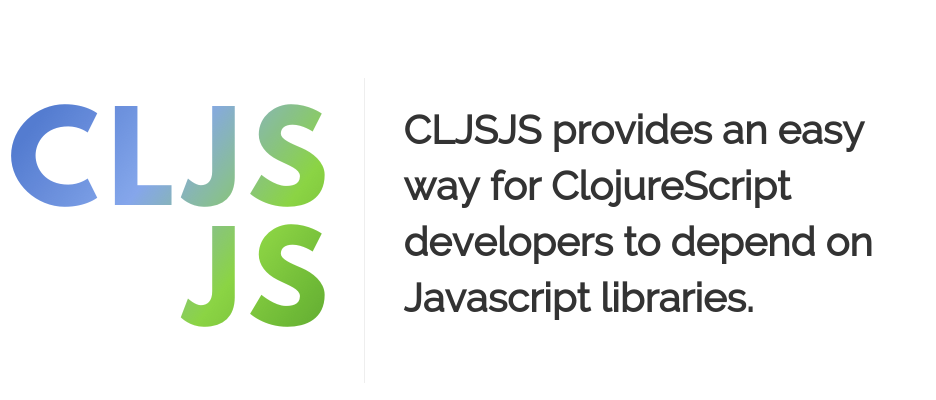 CLJS
JS
CLJSJS provides an easy
way for ClojureScript
developers to depend on
Javascript libraries.